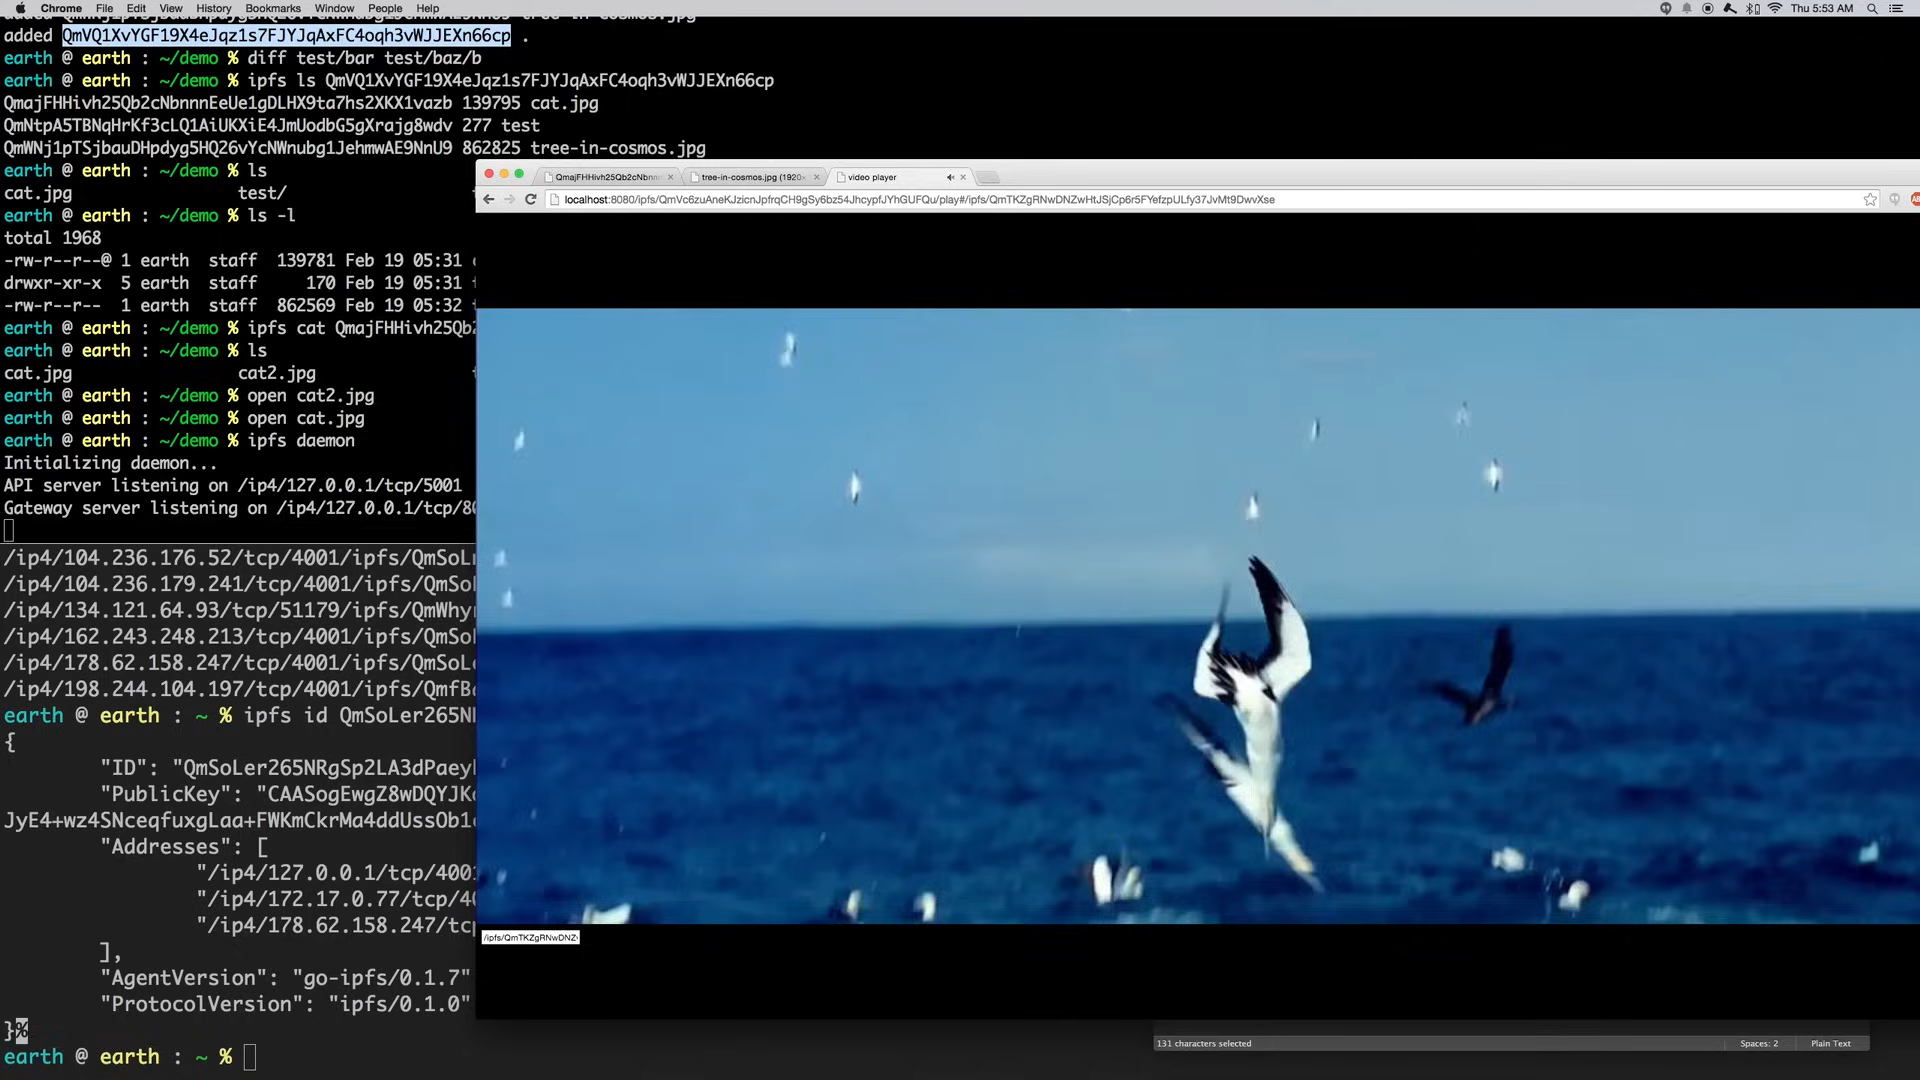 Chrome File Edit View History Bookmarks Window People Help
Thu 5:53 AM
added QmVQ1XvYGF19X4eJqz1s7FJYJqAxFC4oqh3vWJJEXn66cp .
earth @ earth : ~/demo % diff test/bar test/baz/b
earth @ earth : ~/demo % ipfs ls QmVQ1XvYGF19X4eJqz1s7FJYJqAxFC4oqh3vWJJEXn66cp
QmajFHHivh25Qb2cNbnnnEeUe1gDLHX9ta7hs2XKX1vazb 139795 cat.jpg
QmNtpA5TBNqHrKf3cLQ1AiUKXiE4JmUodbG5gXrajg8wdv 277 test
QmWNj1pTSjbauDHpdyg5HQ26vYcNWnubg1JehmwAE9NnU9 862825 tree-in-cosmos.jpg
earth @ earth : ~/demo % ls
cat.jpg test/
earth @ earth : ~/demo % ls -l
total 1968
-rw-r--r--@ 1 earth staff 139781 Feb 19 05:31
drwxr-xr-x 5 earth staff 170 Feb 19 05:31
-rw-r--r-- 1 earth staff 862569 Feb 19 05:32
earth @ earth : ~/demo % ipfs cat QmajFHHivh25Qb
earth @ earth : ~/demo % ls
cat.jpg cat2.jpg
earth @ earth : ~/demo % open cat2.jpg
earth @ earth : ~/demo % open cat.jpg
earth @ earth : ~/demo % ipfs daemon
Initializing daemon...
API server listening on /ip4/127.0.0.1/tcp/5001
Gateway server listening on /ip4/127.0.0.1/tcp/80
/ip4/104.236.176.52/tcp/4001/ipfs/QmSoL
/ip4/104.236.179.241/tcp/4001/ipfs/QmSo
/ip4/134.121.64.93/tcp/51179/ipfs/QmWhy
/ip4/162.243.248.213/tcp/4001/ipfs/QmSo
/ip4/178.62.158.247/tcp/4001/ipfs/QmSoL
/ip4/198.244.104.197/tcp/4001/ipfs/QmfB
earth @ earth : ~ % ipfs id QmSoLer265N
{
"ID": "QmSoLer265NRgSp2LA3dPaey
"PublicKey": "CAASogEwgZ8wDQYJK
JyE4+wz4SNceqfuxgLaa+FWKmCkrMa4ddUssOb1
"Addresses": [
"/ip4/127.0.0.1/tcp/400
"/ip4/172.17.0.77/tcp/4
"/ip4/178.62.158.247/tc
],
"AgentVersion": "go-ipfs/0.1.7"
"ProtocolVersion": "ipfs/0.1.0"
}%
earth @ earth : ~ %
QmajFHHivh25Qb2cNbnn
tree-in-cosmos.jpg (1920×
video player
localhost:8080/ipfs/QmVc6zuAneKJzicnJpfrqCH9gSy6bz54JhcypfJYhGUFQu/play#/ipfs/QmTKZgRNwDNZwHtJSjCp6r5FYefzpULfy37JvMt9DwvXse
/ipfs/QmTKZgRNwDNZ
131 characters selected
Spaces: 2
Plain Text